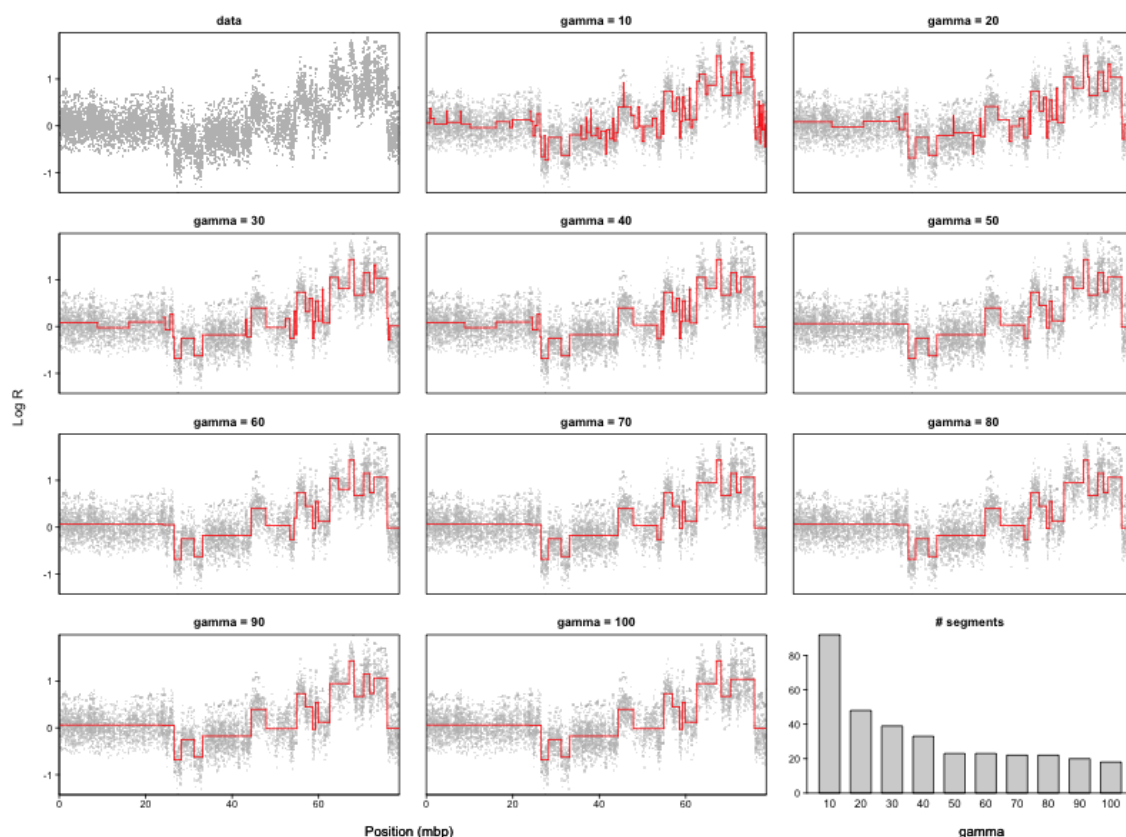 data gamma = 10 gamma = 20
1
0
-1
gamma = 30 gamma = 40 gamma = 50
1
0
-1
Log R
gamma = 60 gamma = 70 gamma = 80
1
0
-1
gamma = 90 gamma = 100 # segments
1
0
-1
80
60
40
20
0
0 20 40 60 0 20 40 60 10 20 30 40 50 60 70 80 90 100
Position (mbp) gamma